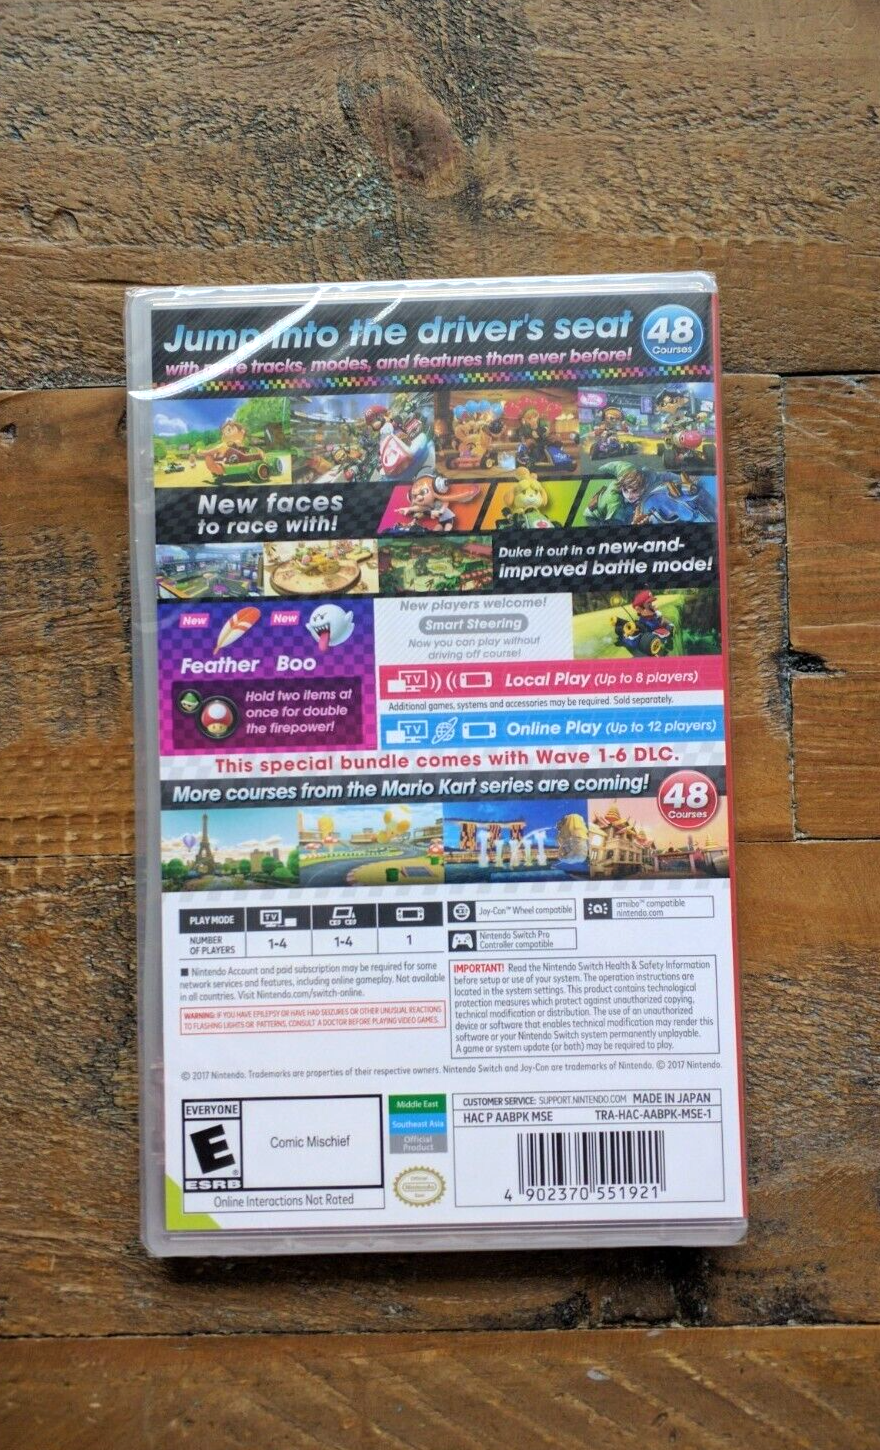 Jump into the driver's seat
48
Courses
with more tracks, modes, and features than ever before!
New faces
to race with!
Duke it out in a new-and-
improved battle mode!
New
New
Feather Boo
Hold two items at
once for double
the firepower!
New players welcome!
Smart Steering
Now you can play without
driving off course!
TV
Local Play (Up to 8 players)
Additional games, systems and accessories may be required. Sold separately.
TV
Online Play (Up to 12 players)
This special bundle comes with Wave 1-6 DLC.
More courses from the Mario Kart series are coming!
48
Courses
PLAY MODE
TV
NUMBER
OF PLAYERS
1-4
1-4
1
Joy-Con™ Wheel compatible
amiibo™ compatible
nintendo.com
Nintendo Switch Pro
Controller compatible
■ Nintendo Account and paid subscription may be required for some
network services and features, including online gameplay. Not available
in all countries. Visit Nintendo.com/switch-online.
WARNING: IF YOU HAVE EPILEPSY OR HAVE HAD SEIZURES OR OTHER UNUSUAL REACTIONS
TO FLASHING LIGHTS OR PATTERNS, CONSULT A DOCTOR BEFORE PLAYING VIDEO GAMES.
IMPORTANT! Read the Nintendo Switch Health & Safety Information
before setup or use of your system. The operation instructions are
located in the system settings. This product contains technological
protection measures which protect against unauthorized copying,
technical modification or distribution. The use of an unauthorized
device or software that enables technical modification may render this
software or your Nintendo Switch system permanently unplayable.
A game or system update (or both) may be required to play.
© 2017 Nintendo. Trademarks are properties of their respective owners. Nintendo Switch and Joy-Con are trademarks of Nintendo. © 2017 Nintendo.
EVERYONE
E
®
ESRB
Comic Mischief
Online Interactions Not Rated
Middle East
Southeast Asia
Official
Product
Official
Nintendo
Seal
CUSTOMER SERVICE: SUPPORT.NINTENDO.COM MADE IN JAPAN
HAC P AABPK MSE TRA-HAC-AABPK-MSE-1
4 902370 551921